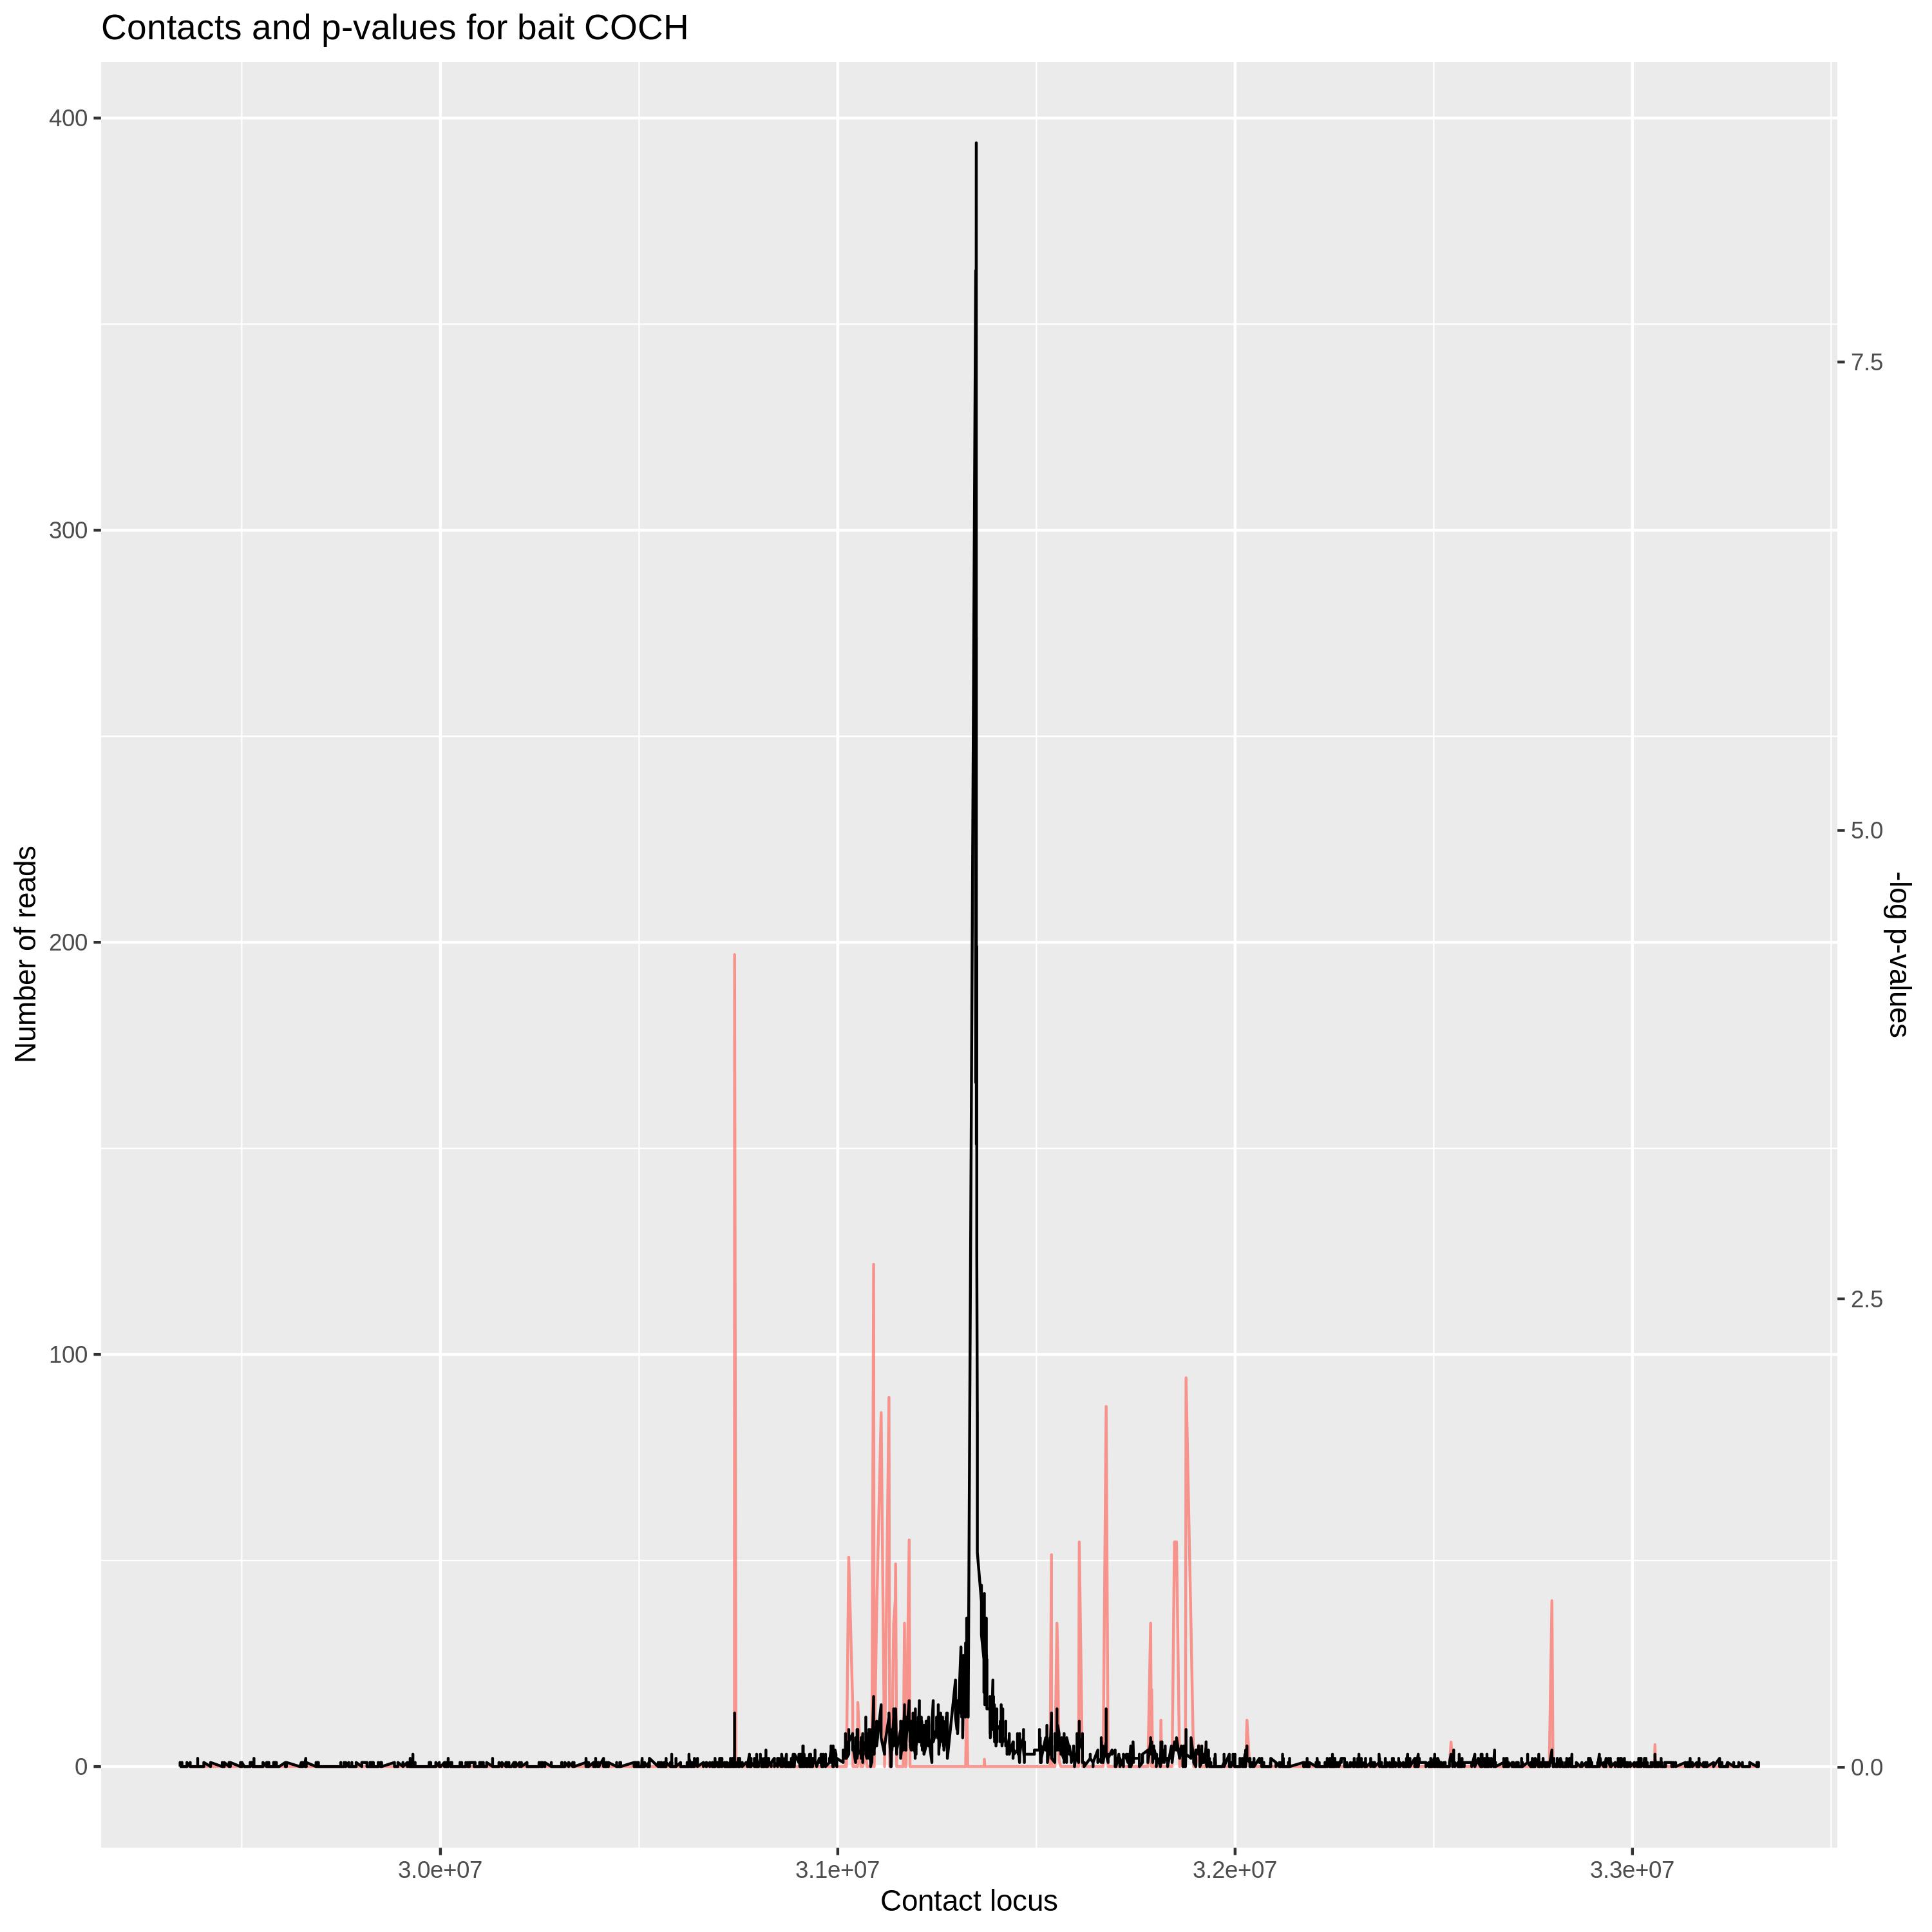 Contacts and p-values for bait COCH
400
300
200
100
0
Number of reads
7.5
5.0
2.5
0.0
-log p-values
3.0e+07
3.1e+07
3.2e+07
3.3e+07
Contact locus